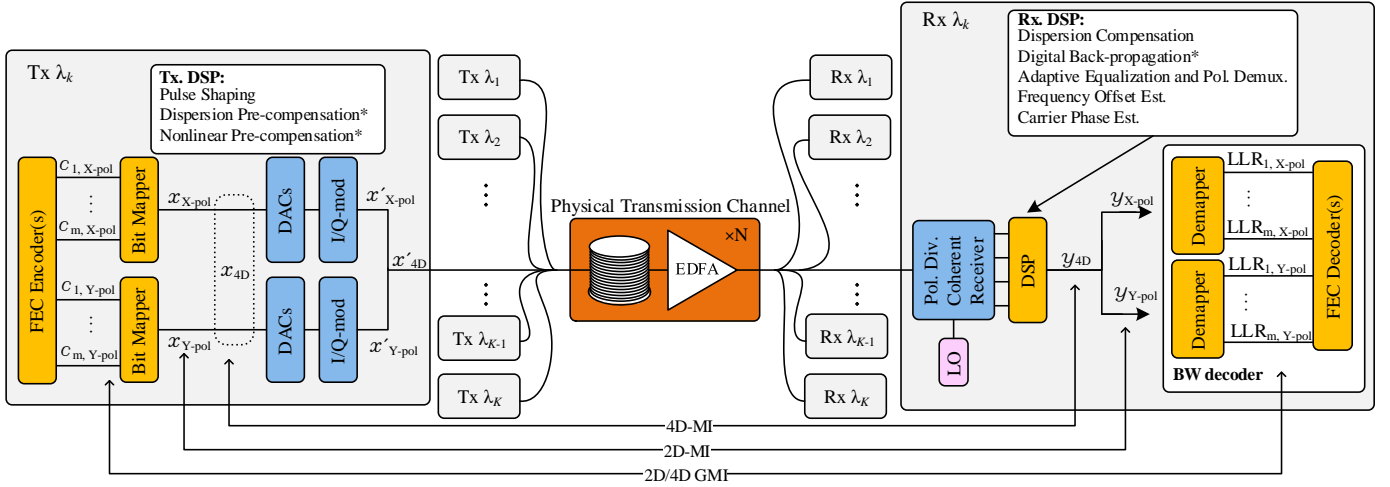 Tx λk
Tx. DSP:
Pulse Shaping
Dispersion Pre-compensation*
Nonlinear Pre-compensation*
FEC Encoder(s)
C1, X-pol
⋮
Cm, X-pol
C1, Y-pol
⋮
Cm, Y-pol
Bit Mapper
Bit Mapper
xX-pol
x4D
xY-pol
DACs
DACs
I/Q-mod
I/Q-mod
x′X-pol
x′4D
x′Y-pol
Tx λ1
Tx λ2
⋮
⋮
Tx λK-1
Tx λK
Physical Transmission Channel
×N
EDFA
Rx λ1
Rx λ2
⋮
⋮
Rx λK-1
Rx λK
Rx λk
Rx. DSP:
Dispersion Compensation
Digital Back-propagation*
Adaptive Equalization and Pol. Demux.
Frequency Offset Est.
Carrier Phase Est.
Pol. Div.
Coherent
Receiver
LO
DSP
y4D
yX-pol
yY-pol
Demapper
Demapper
LLR1, X-pol
⋮
LLRm, X-pol
LLR1, Y-pol
⋮
LLRm, Y-pol
FEC Decoder(s)
BW decoder
4D-MI
2D-MI
2D/4D GMI